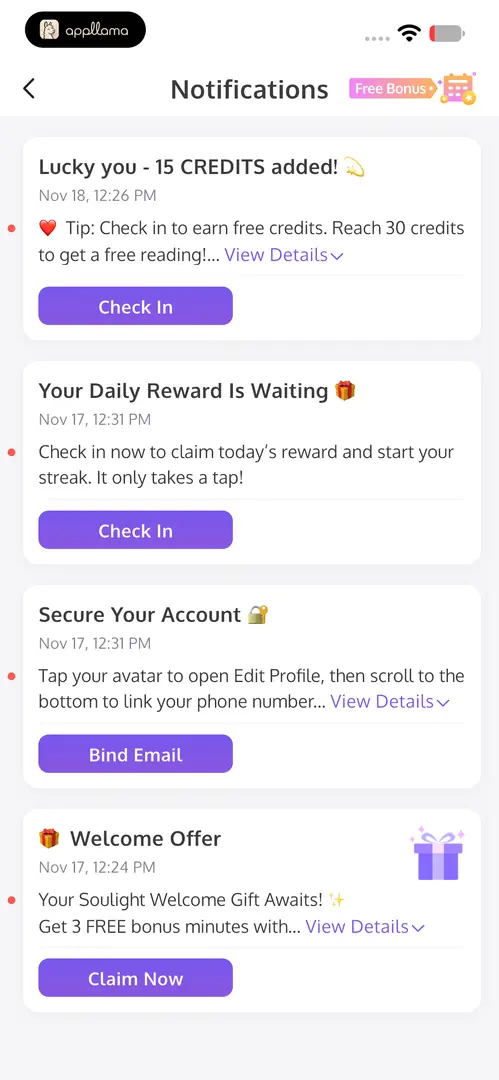 appllama
Notifications
Free Bonus
Lucky you - 15 CREDITS added! 💫
Nov 18, 12:26 PM
❤️ Tip: Check in to earn free credits. Reach 30 credits
to get a free reading!... View Details
Check In
Your Daily Reward Is Waiting 🎁
Nov 17, 12:31 PM
Check in now to claim today's reward and start your
streak. It only takes a tap!
Check In
Secure Your Account 🔐
Nov 17, 12:31 PM
Tap your avatar to open Edit Profile, then scroll to the
bottom to link your phone number... View Details
Bind Email
🎁 Welcome Offer
Nov 17, 12:24 PM
Your Soulight Welcome Gift Awaits! ✨
Get 3 FREE bonus minutes with... View Details
Claim Now